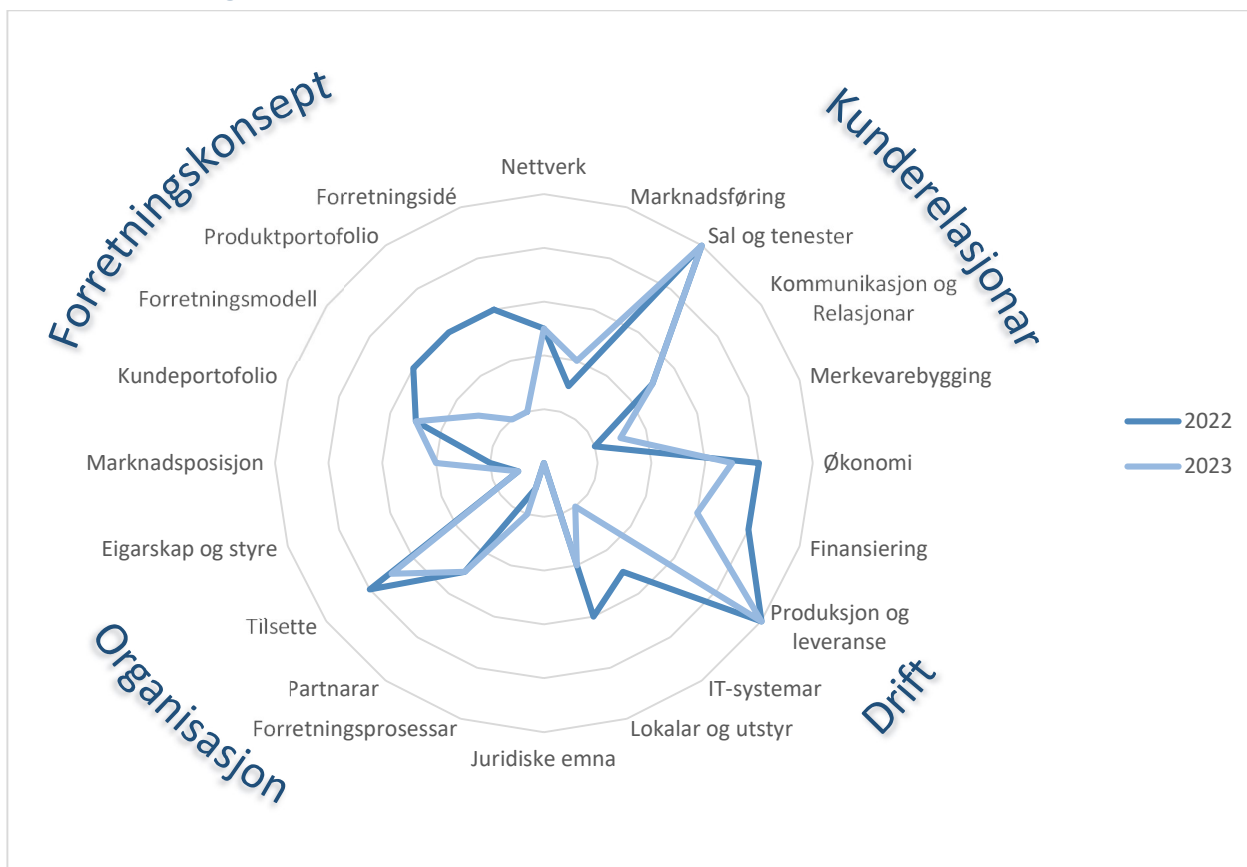 Forretningskonsept
Kunderelasjonar
Nettverk
Forretningsidé
Marknadsføring
Produktportofolio
Sal og tenester
Forretningsmodell
Kommunikasjon og
Relasjonar
Kundeportofolio
Merkevarebygging
Marknadsposisjon
Økonomi
2022
2023
Eigarskap og styre
Finansiering
Tilsette
Produksjon og
leveranse
Organisasjon
Drift
Partnarar
IT-systemar
Forretningsprosessar
Lokalar og utstyr
Juridiske emna